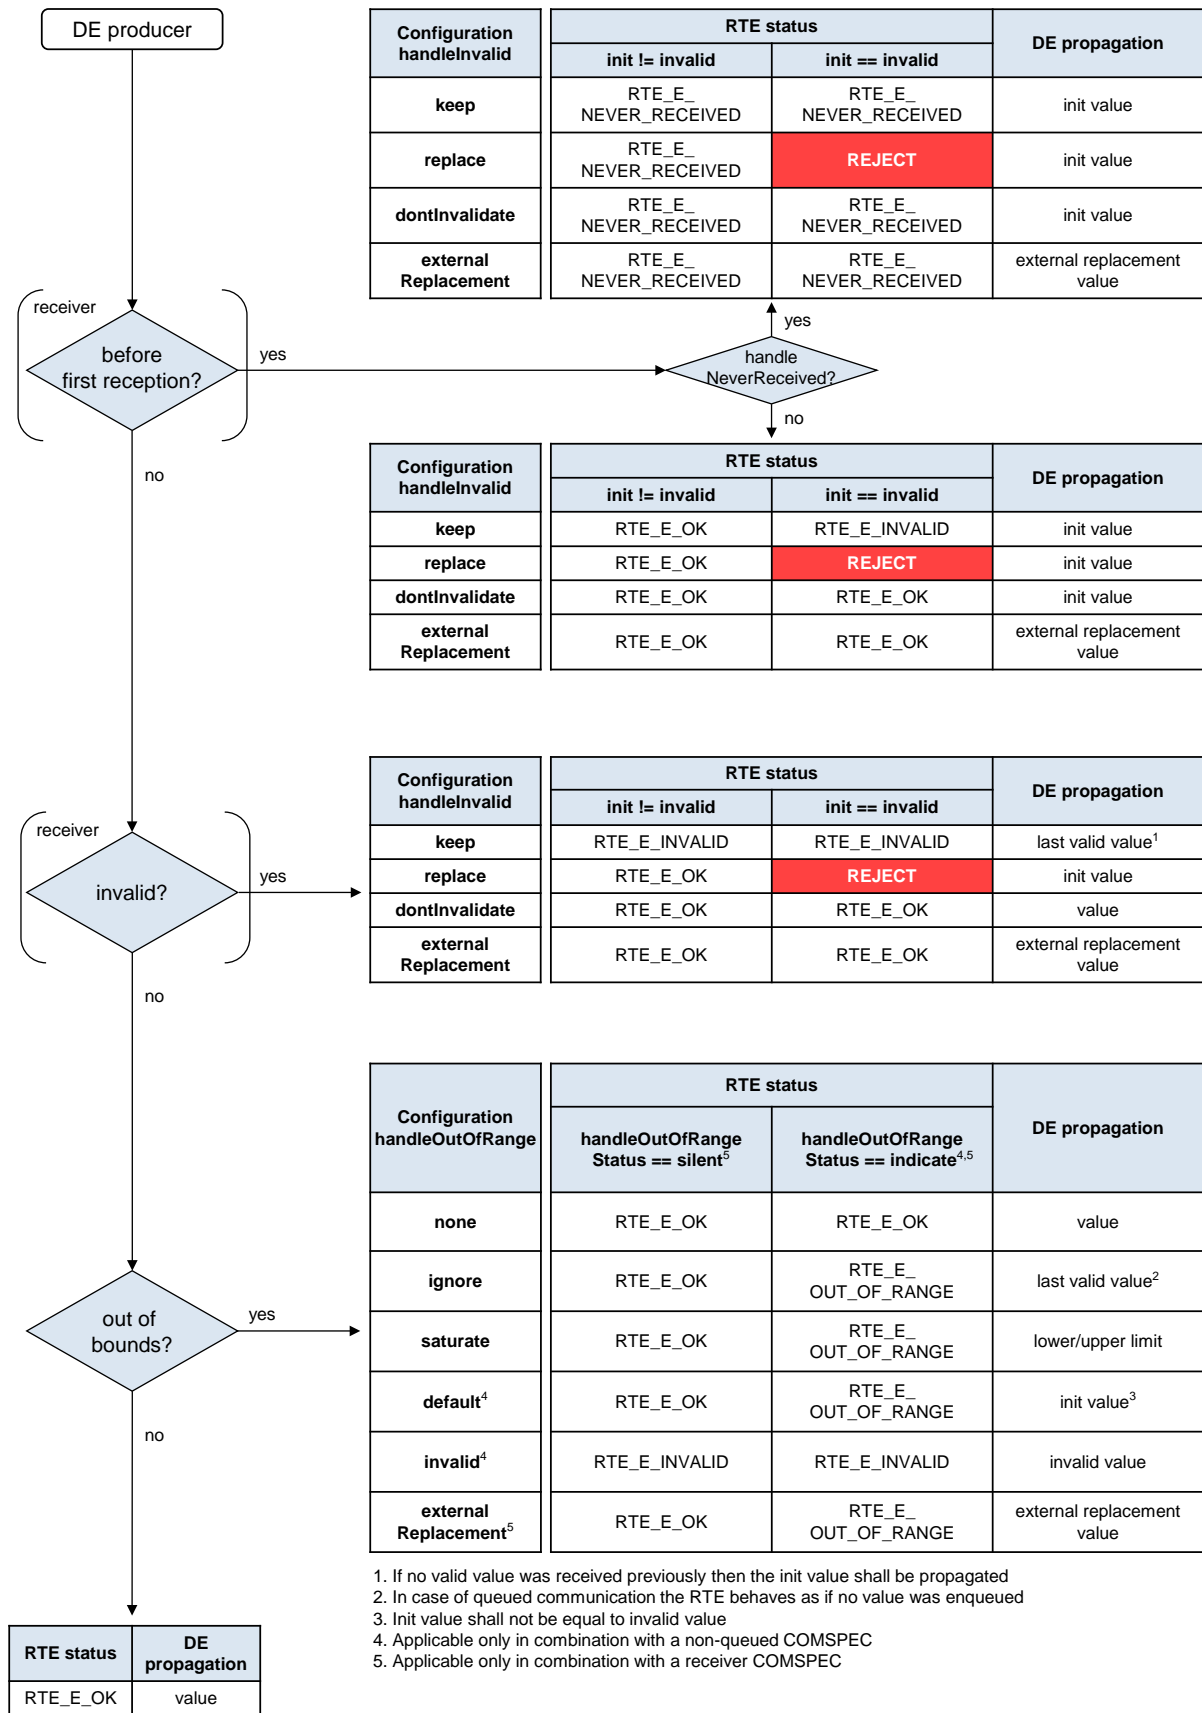 DE producer
Configuration
handleInvalid
RTE status
DE propagation
init != invalid
init == invalid
keep
RTE_E_
NEVER_RECEIVED
RTE_E_
NEVER_RECEIVED
init value
replace
RTE_E_
NEVER_RECEIVED
REJECT
init value
dontInvalidate
RTE_E_
NEVER_RECEIVED
RTE_E_
NEVER_RECEIVED
init value
external
Replacement
RTE_E_
NEVER_RECEIVED
RTE_E_
NEVER_RECEIVED
external replacement
value
receiver
before
first reception?
yes
yes
handle
NeverReceived?
no
no
Configuration
handleInvalid
RTE status
DE propagation
init != invalid
init == invalid
keep
RTE_E_OK
RTE_E_INVALID
init value
replace
RTE_E_OK
REJECT
init value
dontInvalidate
RTE_E_OK
RTE_E_OK
init value
external
Replacement
RTE_E_OK
RTE_E_OK
external replacement
value
receiver
invalid?
yes
no
Configuration
handleInvalid
RTE status
DE propagation
init != invalid
init == invalid
keep
RTE_E_INVALID
RTE_E_INVALID
last valid value1
replace
RTE_E_OK
REJECT
init value
dontInvalidate
RTE_E_OK
RTE_E_OK
value
external
Replacement
RTE_E_OK
RTE_E_OK
external replacement
value
out of
bounds?
yes
no
Configuration
handleOutOfRange
RTE status
DE propagation
handleOutOfRange
Status == silent5
handleOutOfRange
Status == indicate4,5
none
RTE_E_OK
RTE_E_OK
value
ignore
RTE_E_OK
RTE_E_
OUT_OF_RANGE
last valid value2
saturate
RTE_E_OK
RTE_E_
OUT_OF_RANGE
lower/upper limit
default4
RTE_E_OK
RTE_E_
OUT_OF_RANGE
init value3
invalid4
RTE_E_INVALID
RTE_E_INVALID
invalid value
external
Replacement5
RTE_E_OK
RTE_E_
OUT_OF_RANGE
external replacement
value
1. If no valid value was received previously then the init value shall be propagated
2. In case of queued communication the RTE behaves as if no value was enqueued
3. Init value shall not be equal to invalid value
4. Applicable only in combination with a non-queued COMSPEC
5. Applicable only in combination with a receiver COMSPEC
RTE status
DE
propagation
RTE_E_OK
value